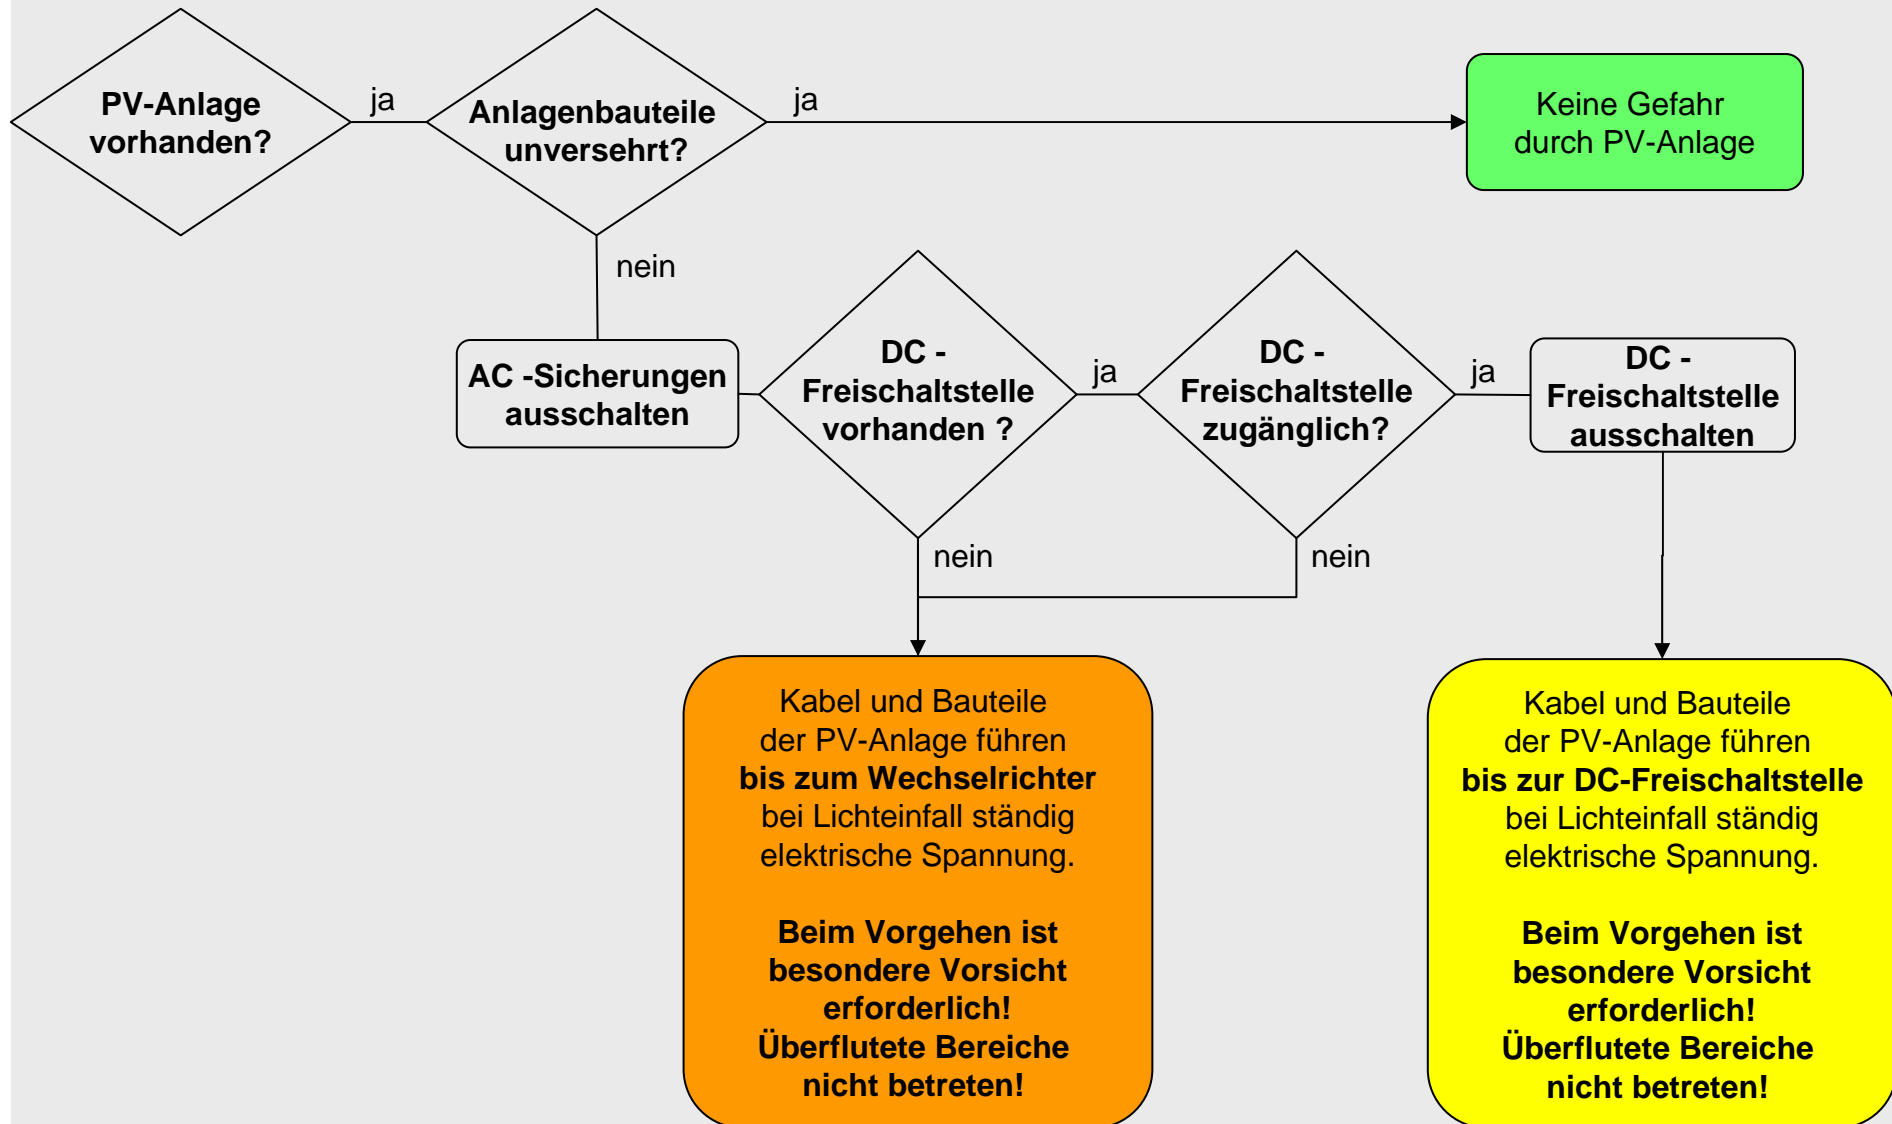 PV-Anlage
vorhanden?
ja
Anlagenbauteile
unversehrt?
ja
Keine Gefahr
durch PV-Anlage
nein
AC -Sicherungen
ausschalten
DC -
Freischaltstelle
vorhanden ?
ja
DC -
Freischaltstelle
zugänglich?
ja
DC -
Freischaltstelle
ausschalten
nein
nein
Kabel und Bauteile
der PV-Anlage führen
bis zum Wechselrichter
bei Lichteinfall ständig
elektrische Spannung.
Beim Vorgehen ist
besondere Vorsicht
erforderlich!
Überflutete Bereiche
nicht betreten!
Kabel und Bauteile
der PV-Anlage führen
bis zur DC-Freischaltstelle
bei Lichteinfall ständig
elektrische Spannung.
Beim Vorgehen ist
besondere Vorsicht
erforderlich!
Überflutete Bereiche
nicht betreten!